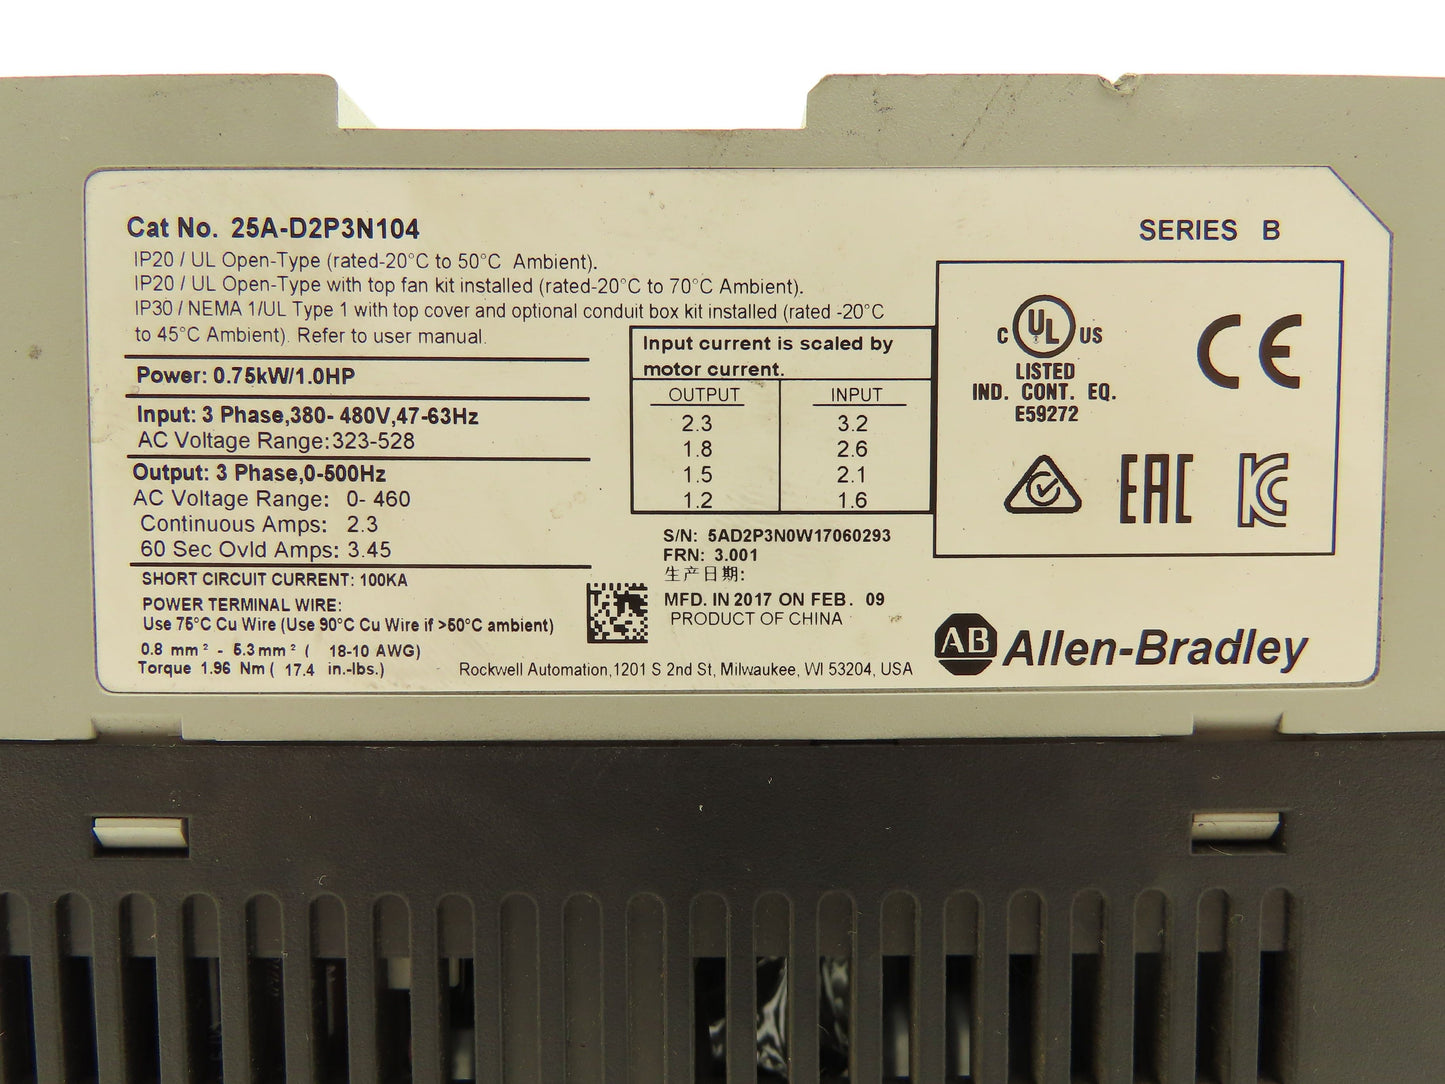 Cat No. 25A-D2P3N104
SERIES B
IP20 / UL Open-Type (rated-20°C to 50°C Ambient).
IP20 / UL Open-Type with top fan kit installed (rated-20°C to 70°C Ambient).
IP30 / NEMA 1/UL Type 1 with top cover and optional conduit box kit installed (rated -20°C
to 45°C Ambient). Refer to user manual.
Power: 0.75kW/1.0HP
Input: 3 Phase,380- 480V,47-63Hz
AC Voltage Range:323-528
Output: 3 Phase,0-500Hz
AC Voltage Range: 0- 460
Continuous Amps: 2.3
60 Sec Ovld Amps: 3.45
SHORT CIRCUIT CURRENT: 100KA
POWER TERMINAL WIRE:
Use 75°C Cu Wire (Use 90°C Cu Wire if >50°C ambient)
0.8 mm² - 5.3 mm² ( 18-10 AWG)
Torque 1.96 Nm ( 17.4 in.-lbs.)
Input current is scaled by
motor current.
OUTPUT INPUT
2.3 3.2
1.8 2.6
1.5 2.1
1.2 1.6
S/N: 5AD2P3N0W17060293
FRN: 3.001
生产日期:
MFD. IN 2017 ON FEB. 09
PRODUCT OF CHINA
Rockwell Automation,1201 S 2nd St, Milwaukee, WI 53204, USA
C UL US
LISTED
IND. CONT. EQ.
E59272
CE
EAC
KC
AB Allen-Bradley